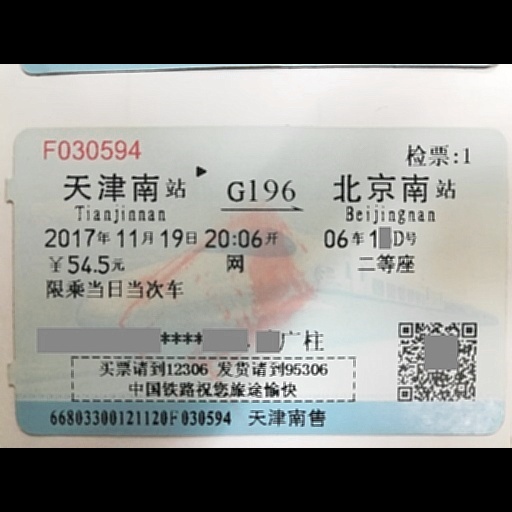 F030594
检票:1
天津南站 G196 北京南站
Tianjinnan Beijingnan
2017年11月19日20:06开 06车1 D号
￥54.5元 网 二等座
限乘当日当次车
**** 广柱
买票请到12306 发货请到95306
中国铁路祝您旅途愉快
66803300121120F030594 天津南售